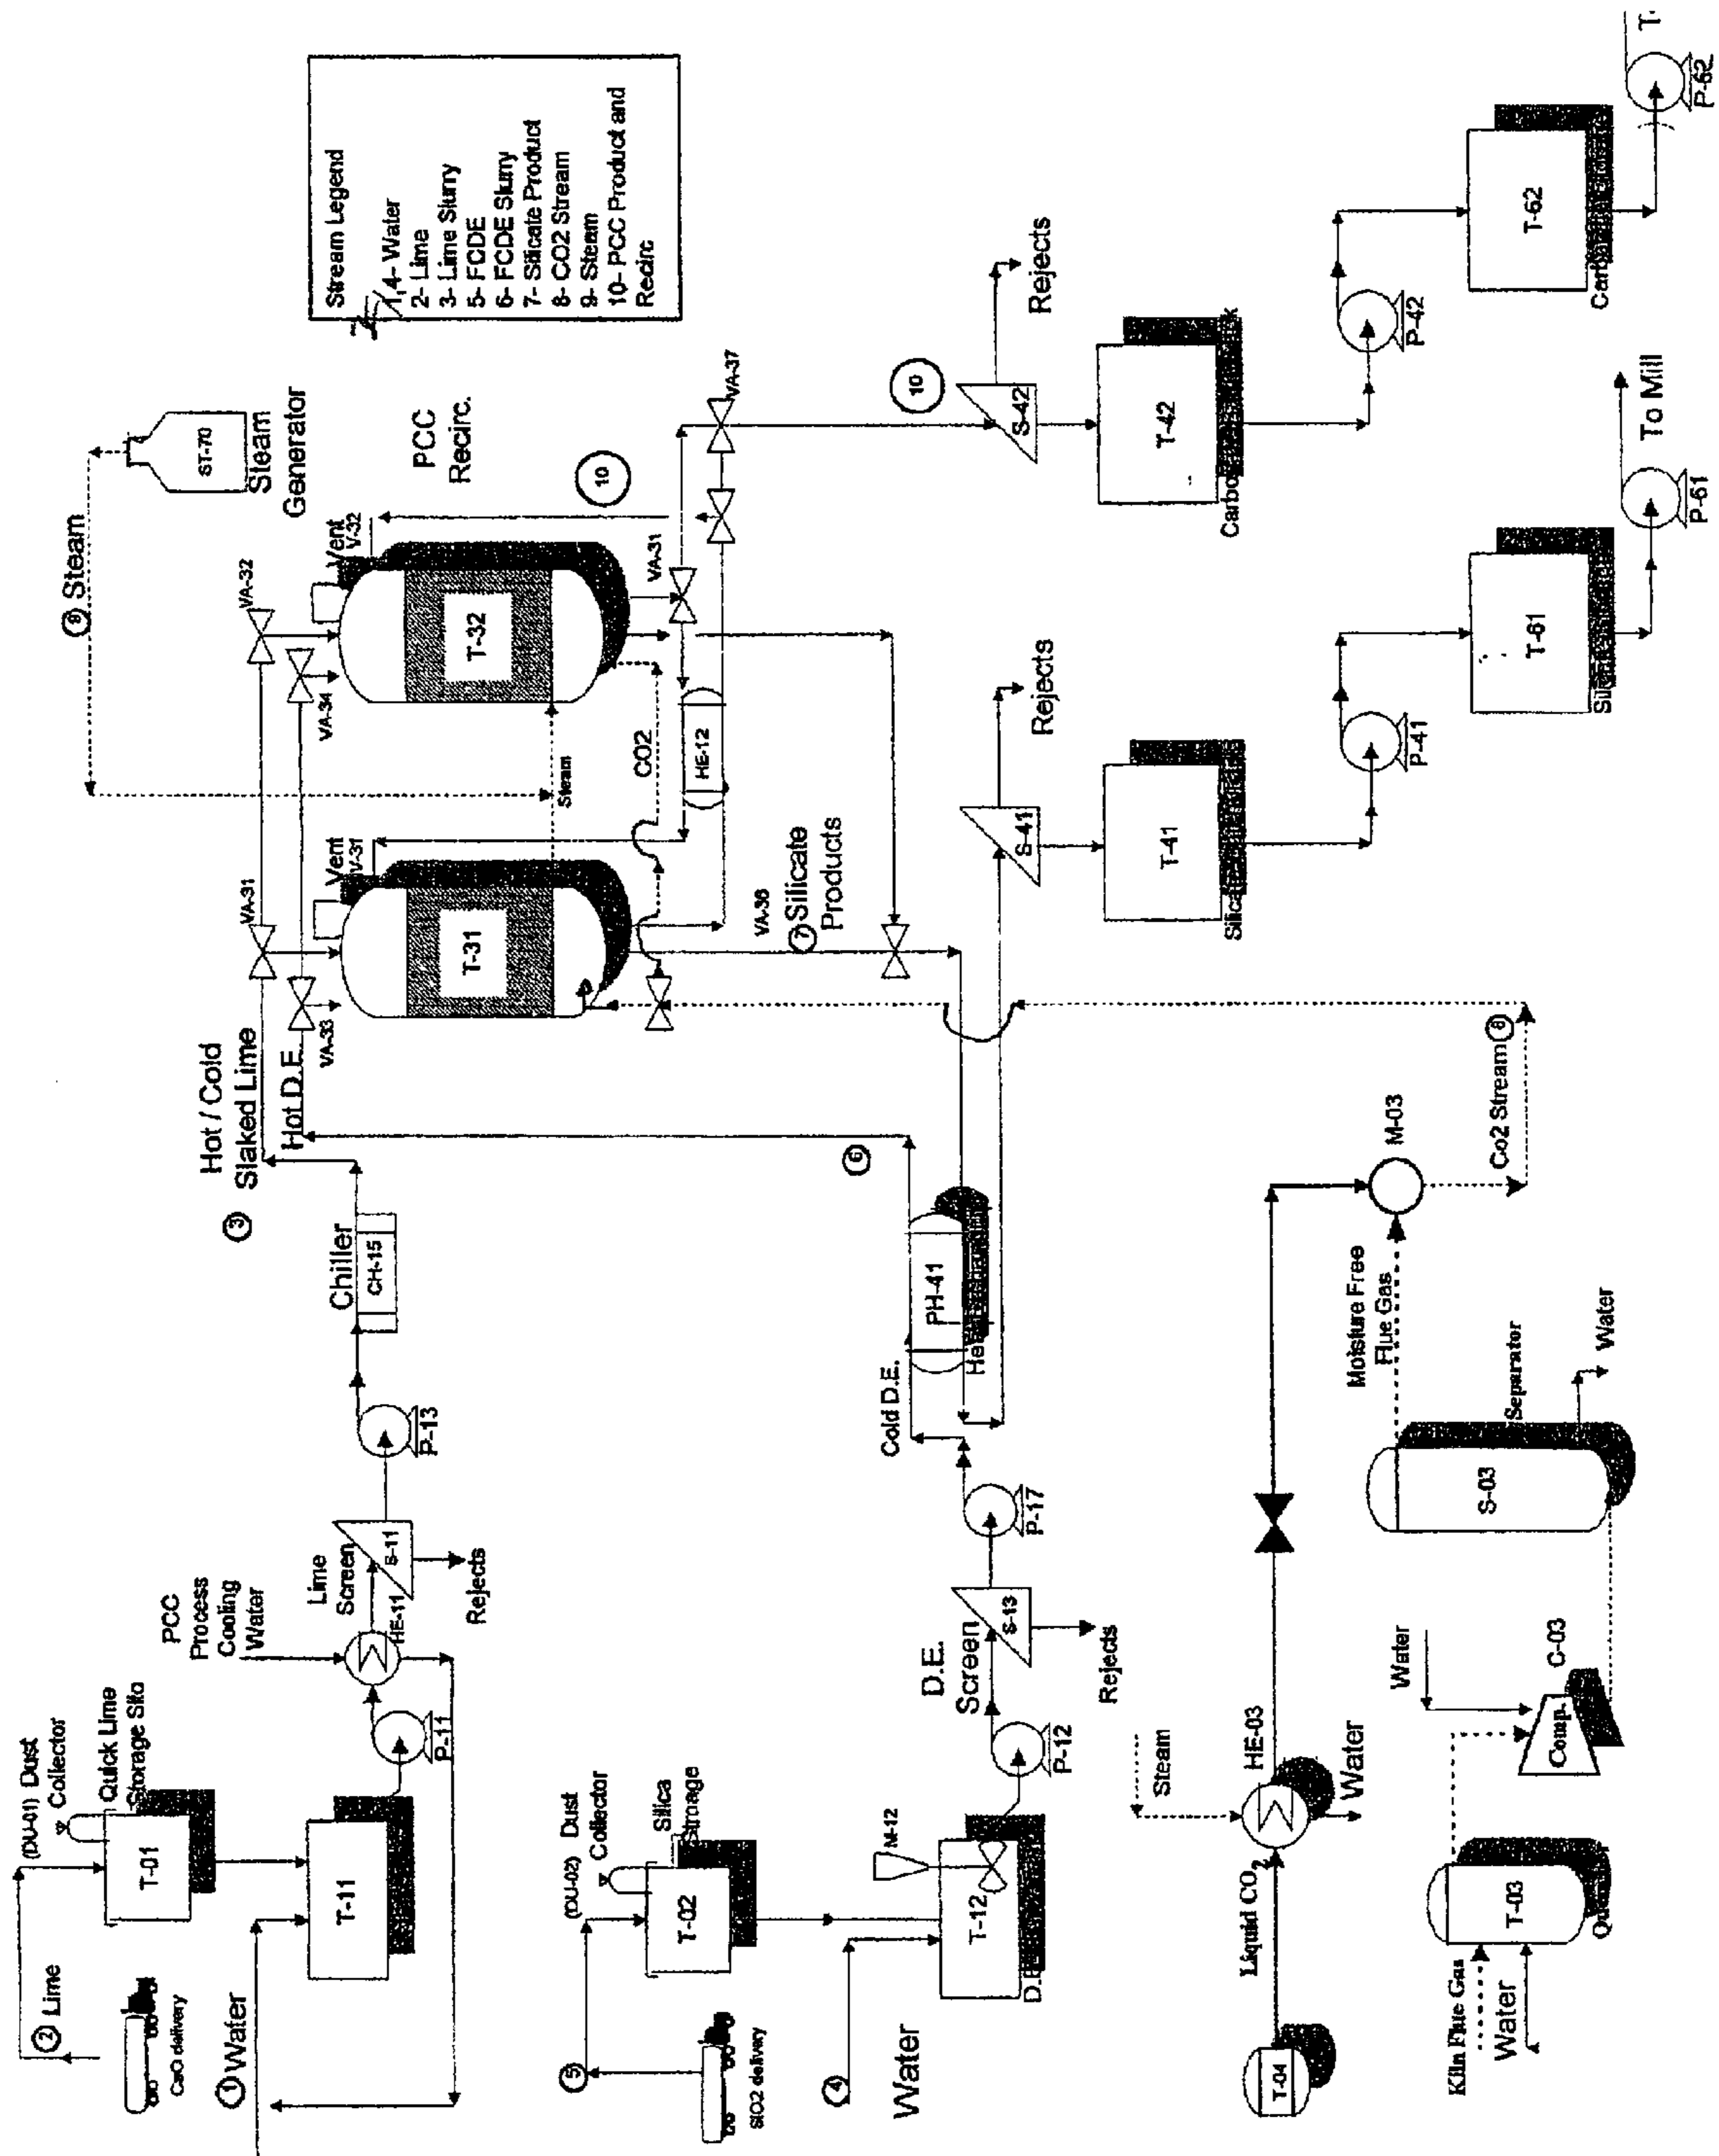 Stream Legend
1,4- Water
2- Lime
3- Lime Slurry
5- FCDE
6- FCDE Slurry
7- Silicate Product
8- CO2 Stream
9- Steam
10- PCC Product and
Recirc
ST-70
Steam
Generator
Steam
PCC
Recirc.
10
VA-32
VA-34
Vent
V-32
T-32
VA-31
VA-37
VA-31
VA-33
Vent
V-31
T-31
Steam
CO2
HE-12
VA-36
7
Silicate
Products
Hot / Cold
Slaked Lime
3
Hot D.E.
Chiller
CH-15
P-13
Lime
Screen
S-11
Rejects
PCC
Process
Cooling
Water
HE-11
P-11
(DU-01) Dust
Collector
Quick Lime
Storage Silo
T-01
T-11
2
Lime
CaO delivery
1
Water
(DU-02) Dust
Collector
Silica
Storage
T-02
5
SIO2 delivery
4
Water
M-12
T-12
P-12
D.E.
Screen
S-13
Rejects
P-17
Cold D.E.
PH-41
6
10
S-42
Rejects
T-42
P-42
T-62
P-62
T-
S-41
Rejects
T-41
P-41
T-61
P-61
To Mill
T-04
Liquid CO2
Steam
HE-03
Water
M-03
Co2 Stream
8
Moisture Free
Flue Gas
Kiln Flue Gas
Water
T-03
Water
Comp.
C-03
S-03
Separator
Water